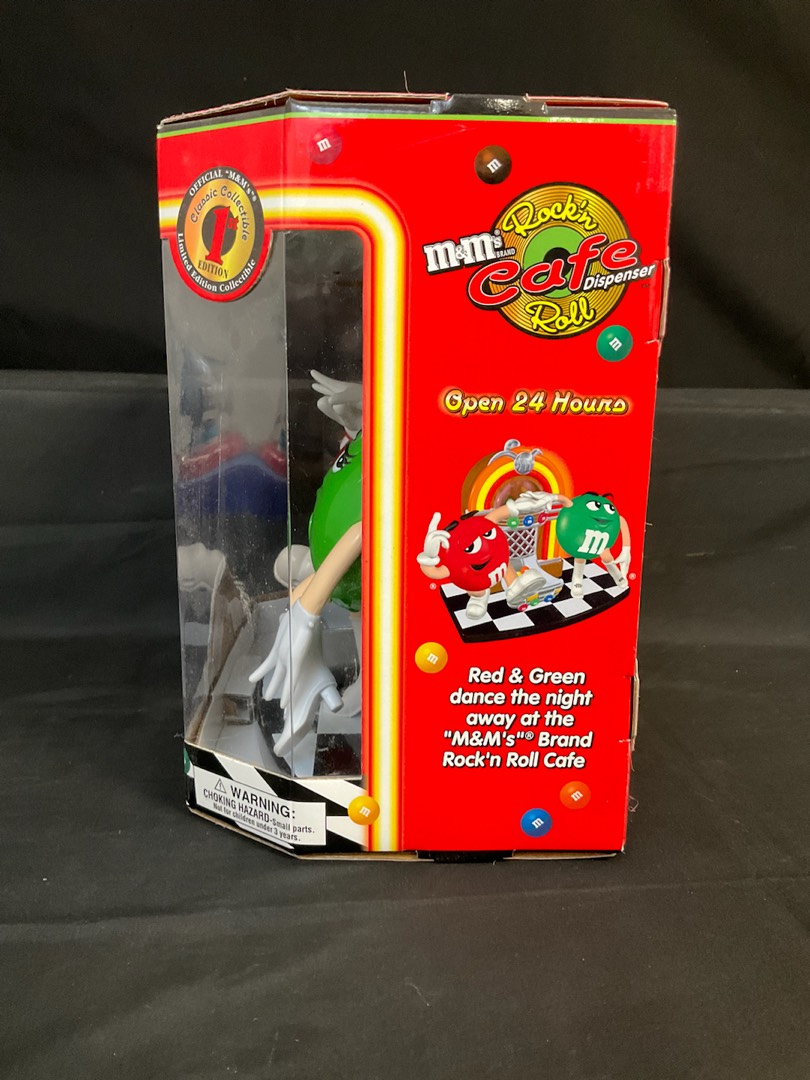 OFFICIAL "M&M's"®
Classic Collectible
1st
EDITION
Limited Edition Collectible
m
m
M&M's®
BRAND
Rock'n
Cafe
Dispenser
Roll
m
Open 24 Hours
m
m
m
Red & Green
dance the night
away at the
"M&M's"® Brand
Rock'n Roll Cafe
WARNING:
CHOKING HAZARD-Small parts.
Not for children under 3 years.
m
m
m